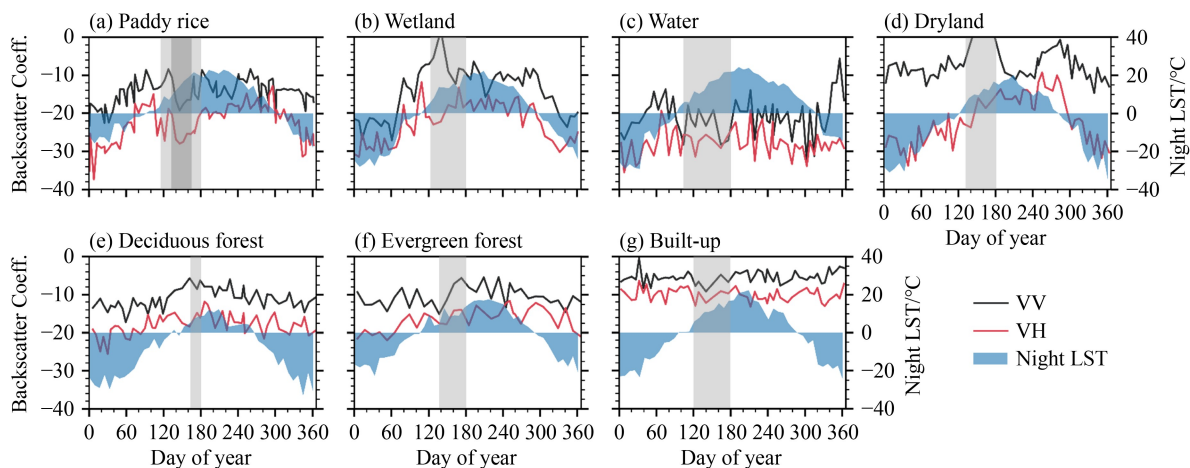 (a) Paddy rice
(b) Wetland
(c) Water
(d) Dryland
Backscatter Coeff.
0
−10
−20
−30
−40
40
20
0
−20
−40
Night LST/°C
0 60 120 180 240 300 360
Day of year
(e) Deciduous forest
(f) Evergreen forest
(g) Built-up
Backscatter Coeff.
0
−10
−20
−30
−40
40
20
0
−20
−40
Night LST/°C
0 60 120 180 240 300 360
0 60 120 180 240 300 360
0 60 120 180 240 300 360
Day of year
Day of year
Day of year
VV
VH
Night LST